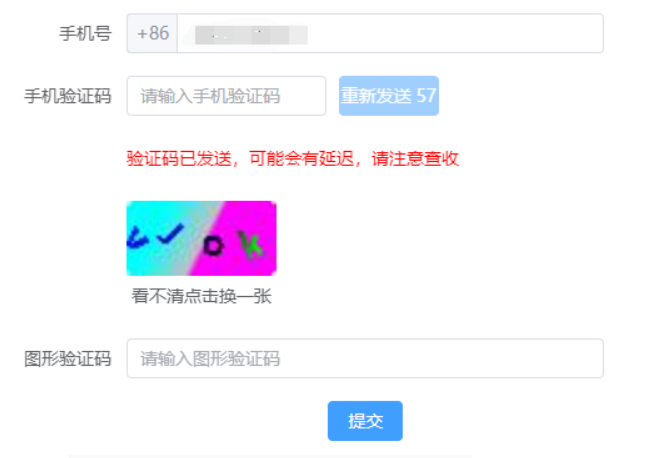 手机号 +86
手机验证码 请输入手机验证码 重新发送 57
验证码已发送，可能会有延迟，请注意查收
看不清点击换一张
图形验证码 请输入图形验证码
提交